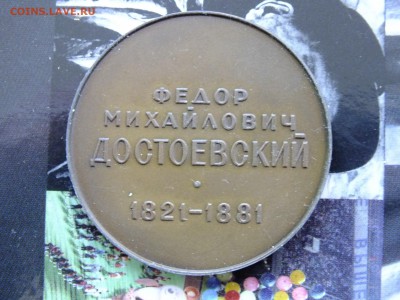 COINS.LAVE.RU
ФЕДОР
МИХАЙЛОВИЧ
ДОСТОЕВСКИЙ
1821-1881